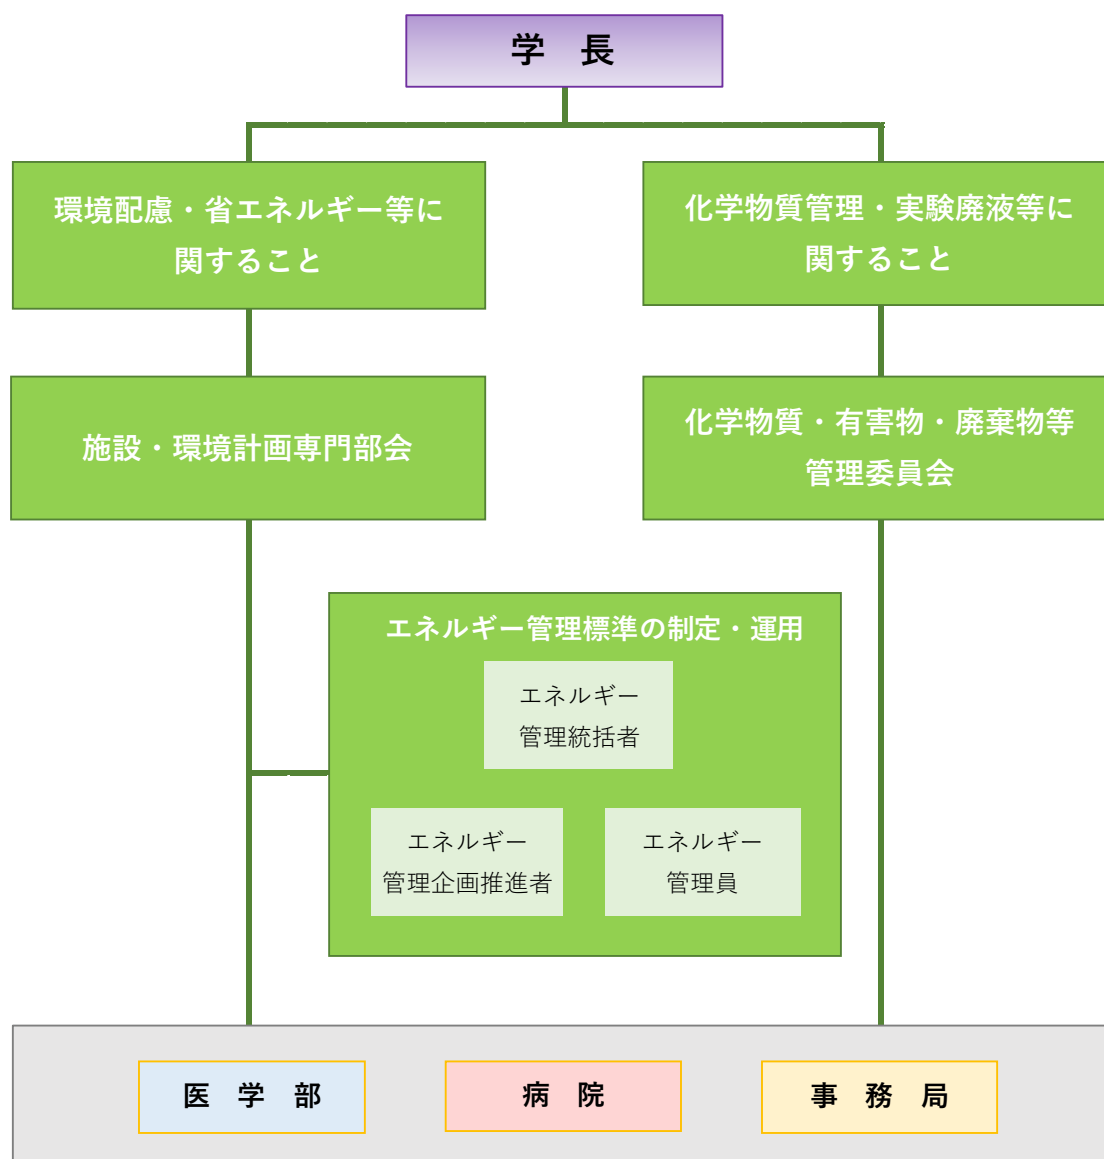 学　長
環境配慮・省エネルギー等に
関すること
化学物質管理・実験廃液等に
関すること
施設・環境計画専門部会
化学物質・有害物・廃棄物等
管理委員会
エネルギー管理標準の制定・運用
エネルギー
管理統括者
エネルギー
管理企画推進者
エネルギー
管理員
医　学　部
病　院
事　務　局